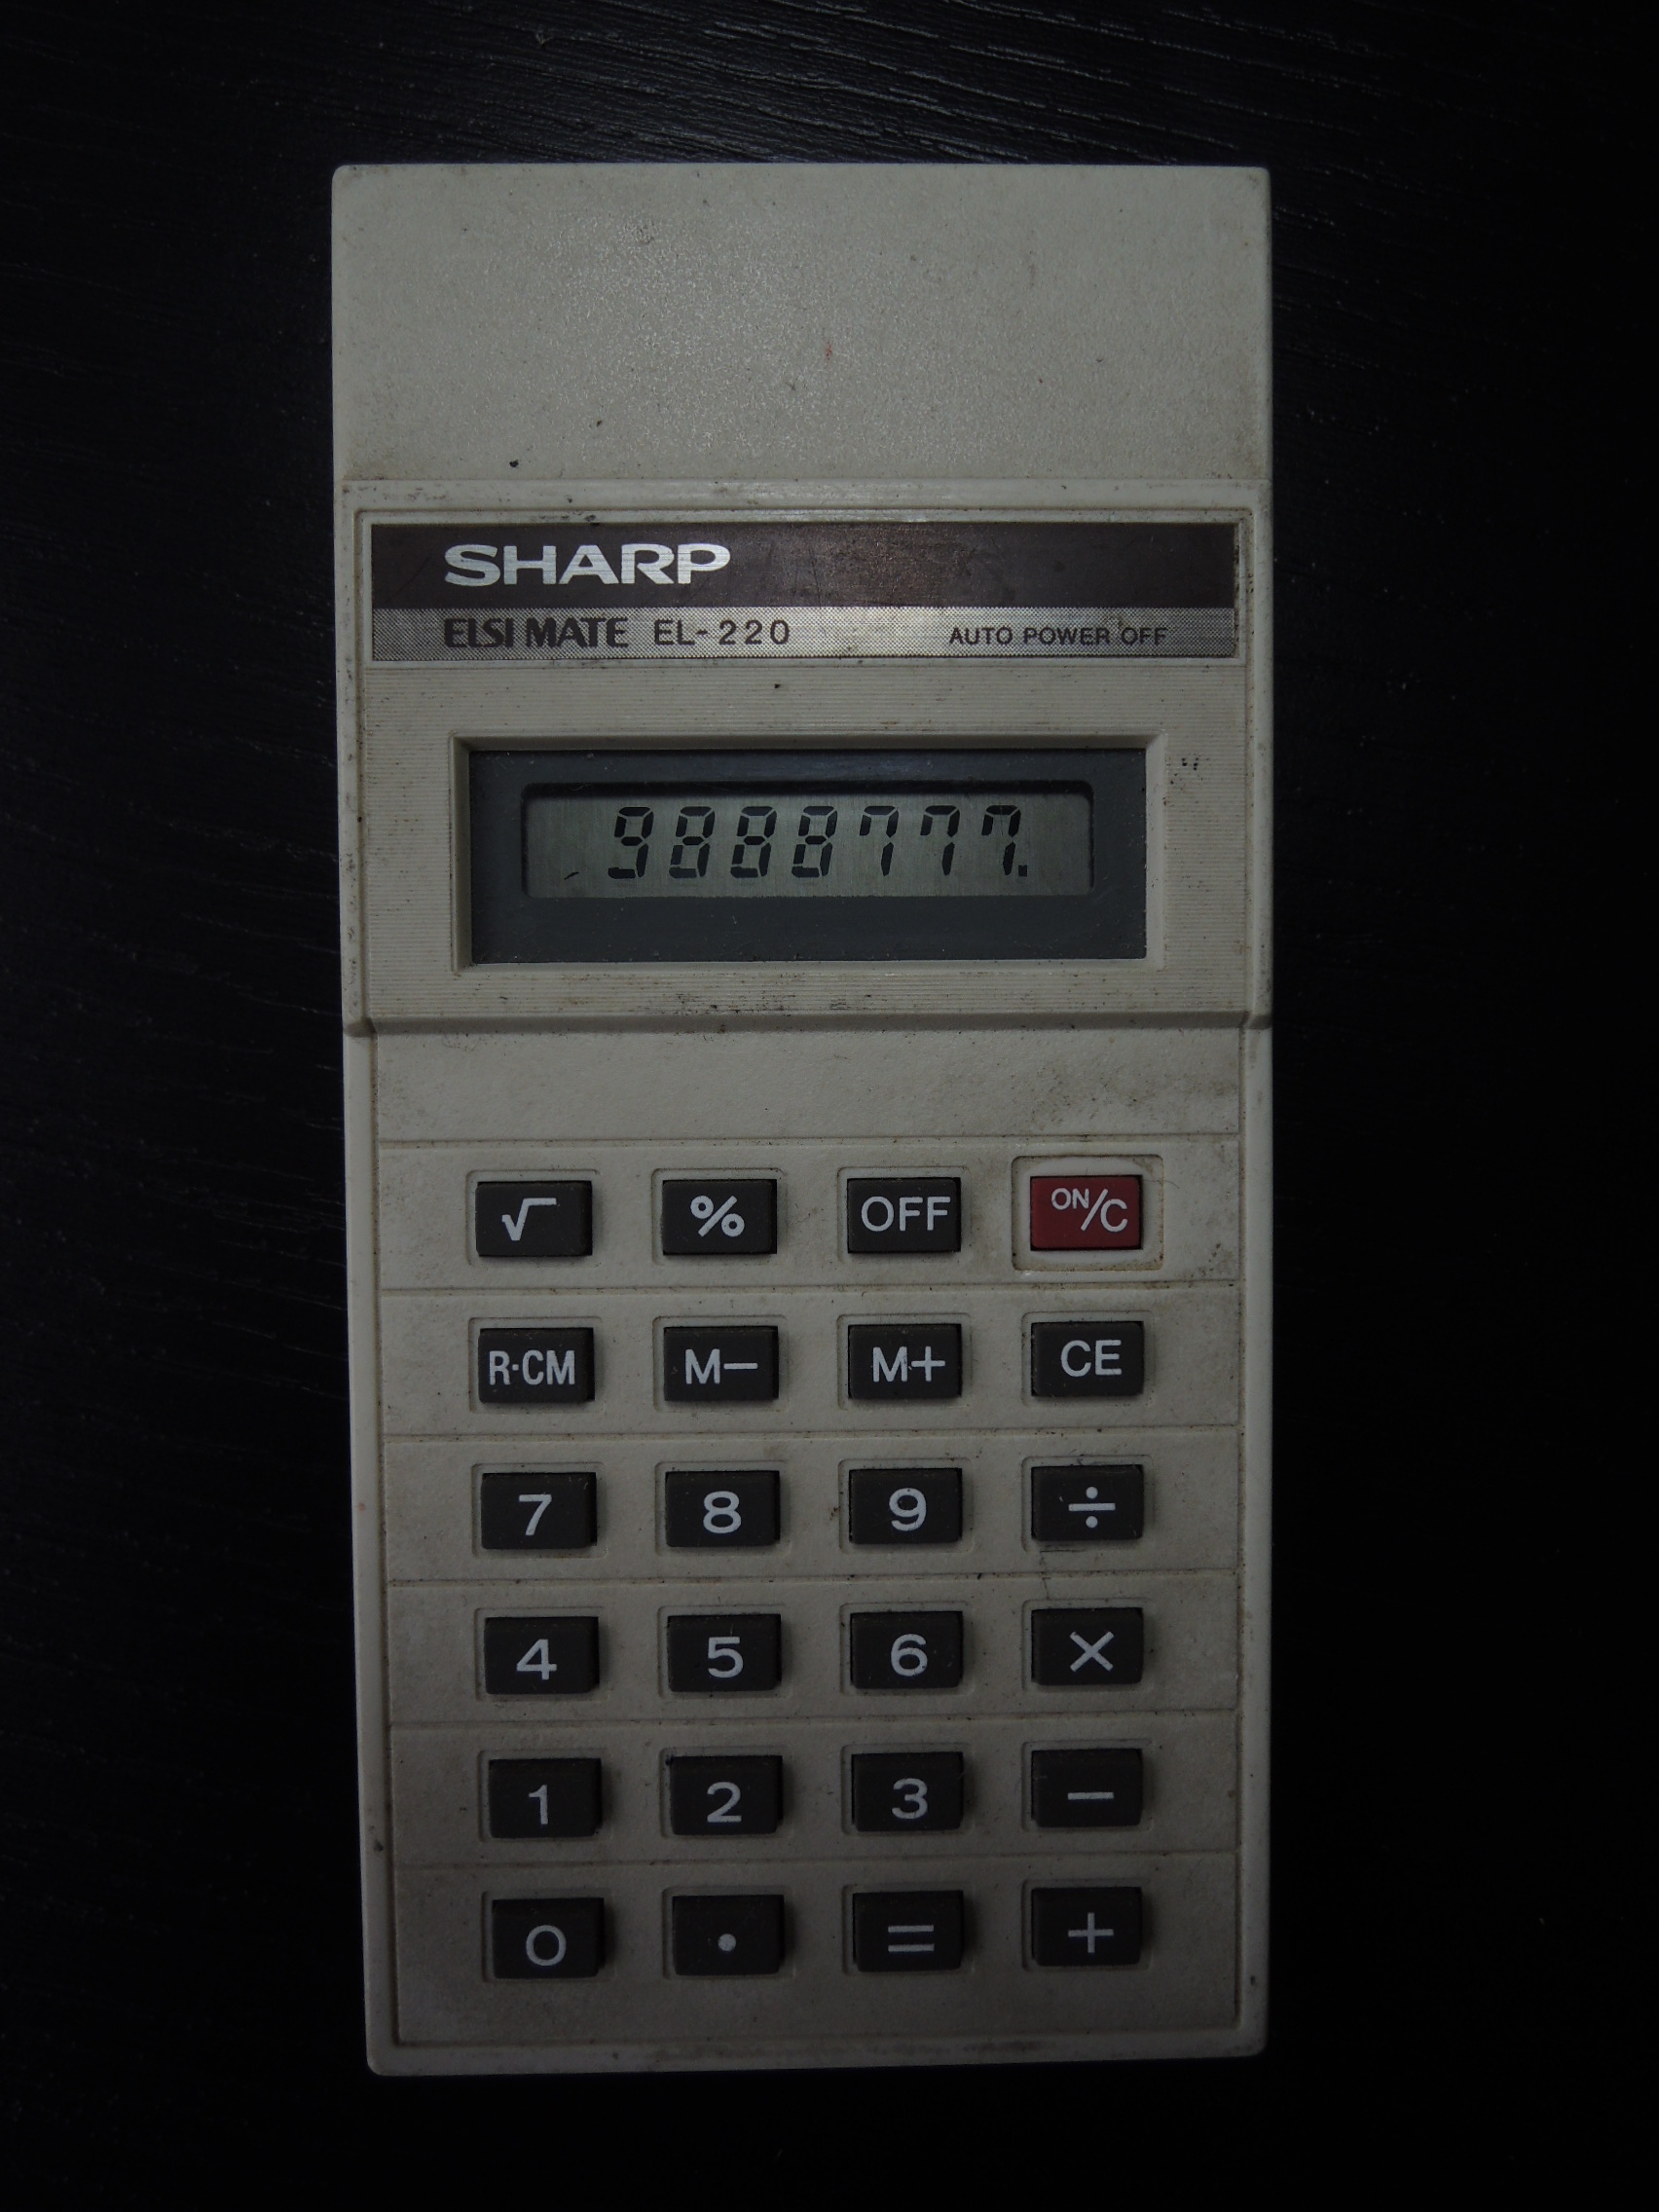 SHARP
ELSI MATE EL-220 AUTO POWER OFF
9888777.
√ % OFF ON/C
R·CM M− M+ CE
7 8 9 ÷
4 5 6 ×
1 2 3 −
0 • = +